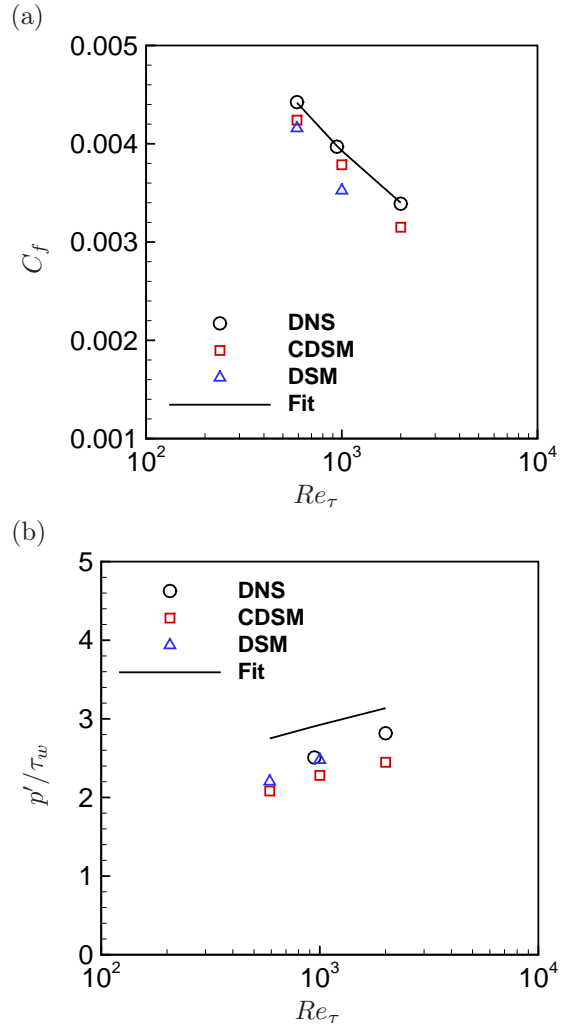 (a)
0.005
0.004
0.003
0.002
0.001
C_f
DNS
CDSM
DSM
Fit
10^2
10^3
10^4
Re_τ
(b)
5
4
3
2
1
0
p′/τ_w
DNS
CDSM
DSM
Fit
10^2
10^3
10^4
Re_τ